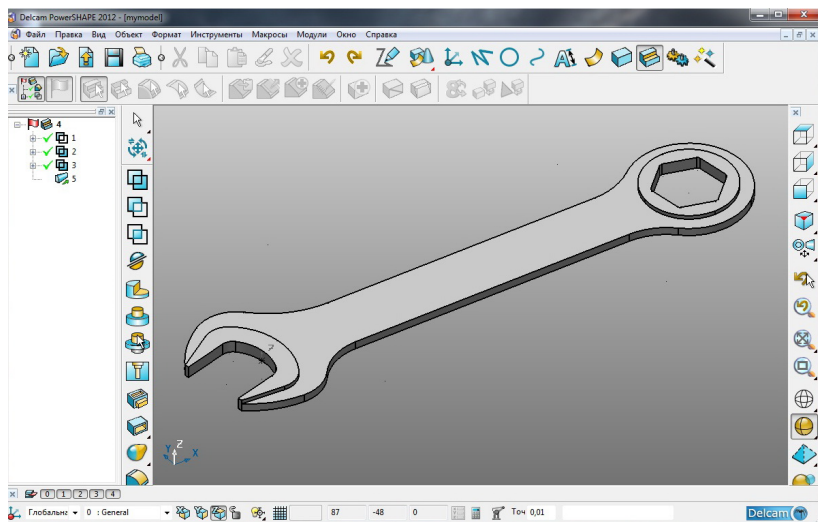 Delcam PowerSHAPE 2012 - [mymodel]
Файл Правка Вид Объект Формат Инструменты Макросы Модули Окно Справка
4
1
2
3
5
Z
Y X
0 1 2 3 4
Глобальнс 0 : General 87 -48 0 Точ 0,01 Delcam